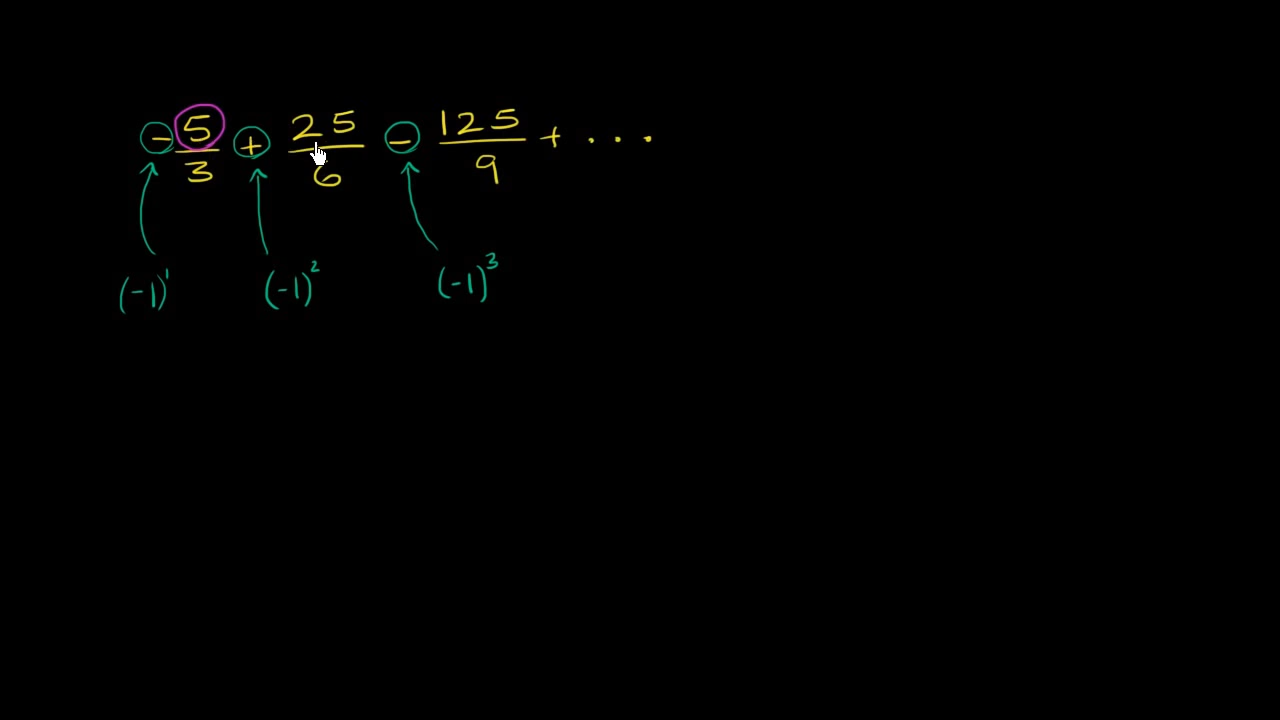 - 5/3 + 25/6 - 125/9 + ...
(-1)^1 (-1)^2 (-1)^3